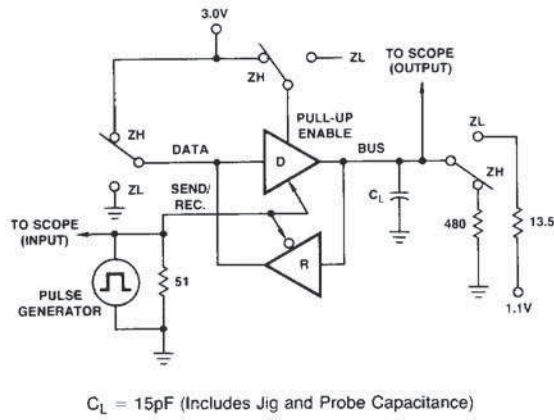 3.0V
ZL
TO SCOPE
(OUTPUT)
ZH
ZH
PULL-UP
ENABLE
ZL
DATA
D
BUS
ZH
ZL
SEND/
REC.
CL
TO SCOPE
(INPUT)
480
13.5
R
51
PULSE
GENERATOR
1.1V
CL = 15pF (Includes Jig and Probe Capacitance)